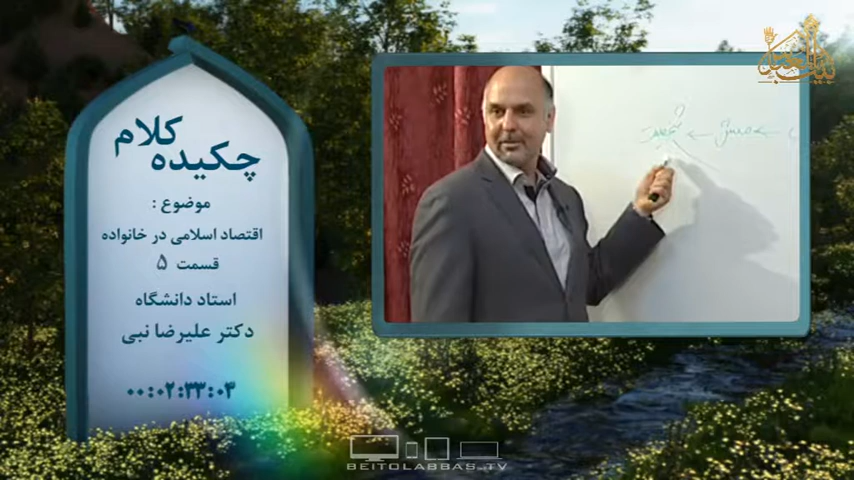 چکیده کلام
موضوع :
اقتصاد اسلامی در خانواده
قسمت ۵
استاد دانشگاه
دکتر علیرضا نبی
۰۰:۰۲:۳۳:۰۳
BEITOLABBAS.TV